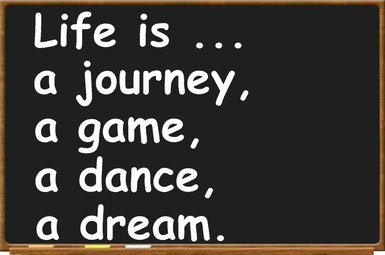 Life is ...
a journey,
a game,
a dance,
a dream.